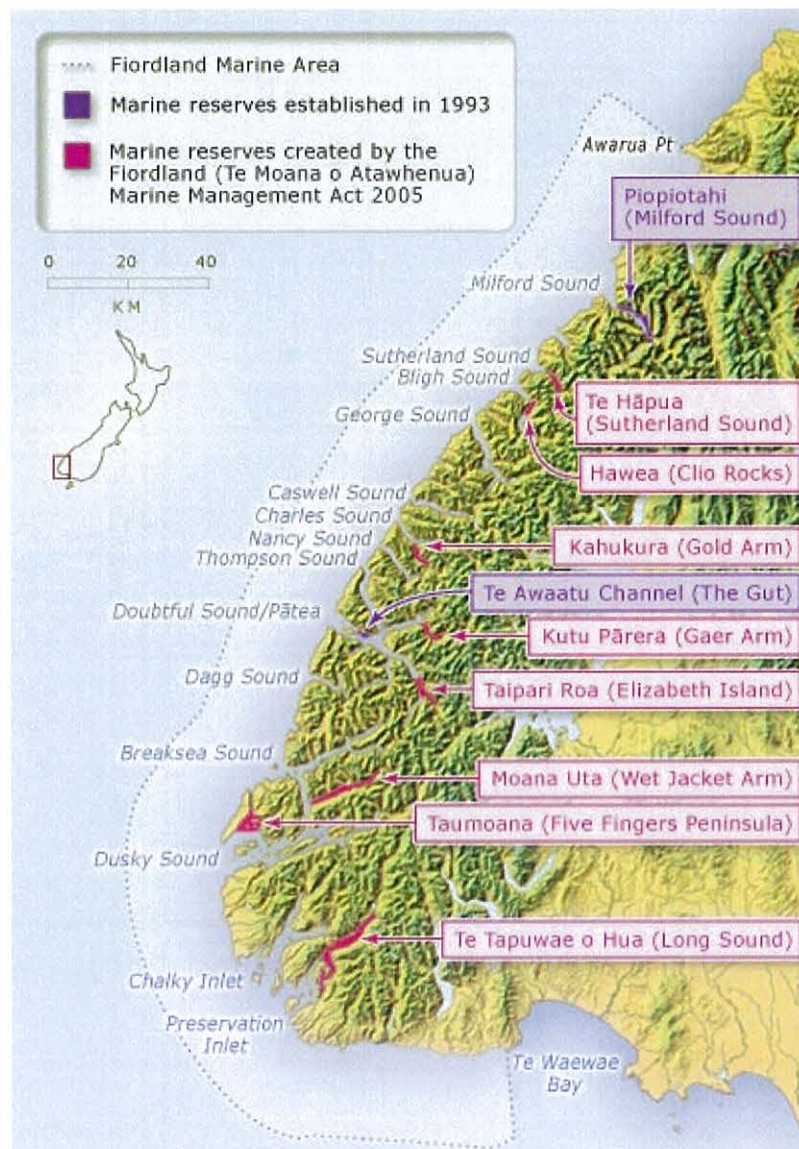 Fiordland Marine Area
Marine reserves established in 1993
Marine reserves created by the
Fiordland (Te Moana o Atawhenua)
Marine Management Act 2005
0 20 40
KM
Awarua Pt
Piopiotahi
(Milford Sound)
Milford Sound
Sutherland Sound
Bligh Sound
Te Hāpua
(Sutherland Sound)
George Sound
Hawea (Clio Rocks)
Caswell Sound
Charles Sound
Nancy Sound
Thompson Sound
Kahukura (Gold Arm)
Te Awaatu Channel (The Gut)
Doubtful Sound/Pātea
Kutu Pārera (Gaer Arm)
Dagg Sound
Taipari Roa (Elizabeth Island)
Breaksea Sound
Moana Uta (Wet Jacket Arm)
Taumoana (Five Fingers Peninsula)
Dusky Sound
Te Tapuwae o Hua (Long Sound)
Chalky Inlet
Preservation
Inlet
Te Waewae
Bay